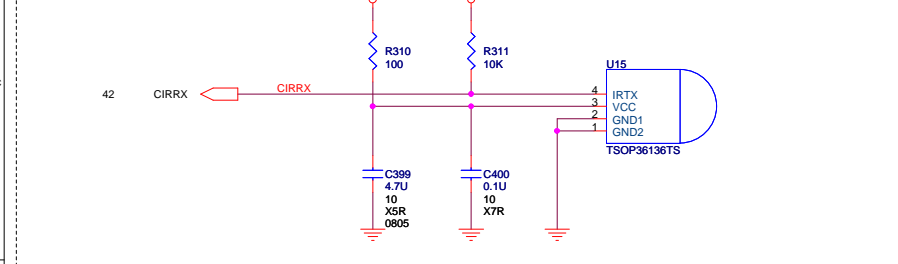 R310
100
R311
10K
U15
42
CIRRX
CIRRX
4
IRTX
3
VCC
2
GND1
1
GND2
TSOP36136TS
C399
4.7U
10
X5R
0805
C400
0.1U
10
X7R